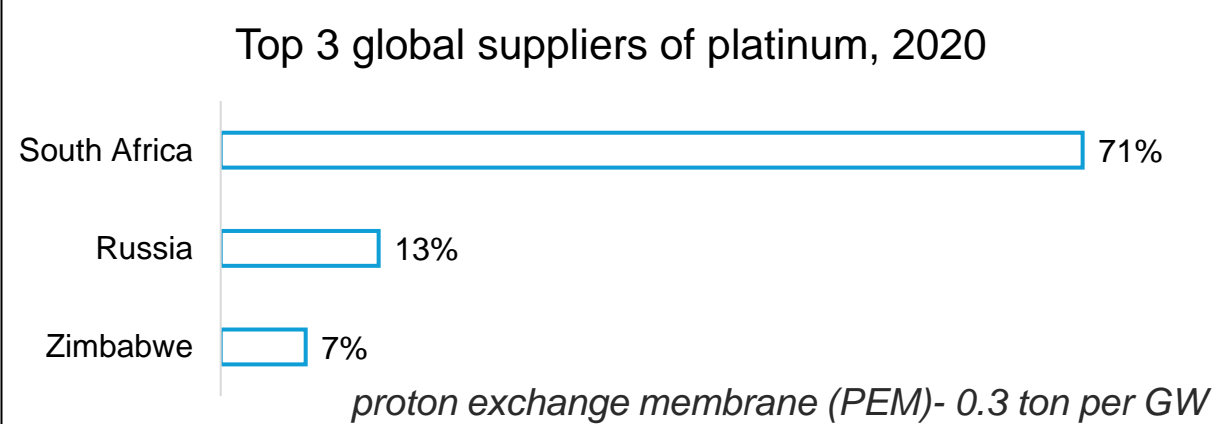 Top 3 global suppliers of platinum, 2020
South Africa 71%
Russia 13%
Zimbabwe 7%
proton exchange membrane (PEM)- 0.3 ton per GW